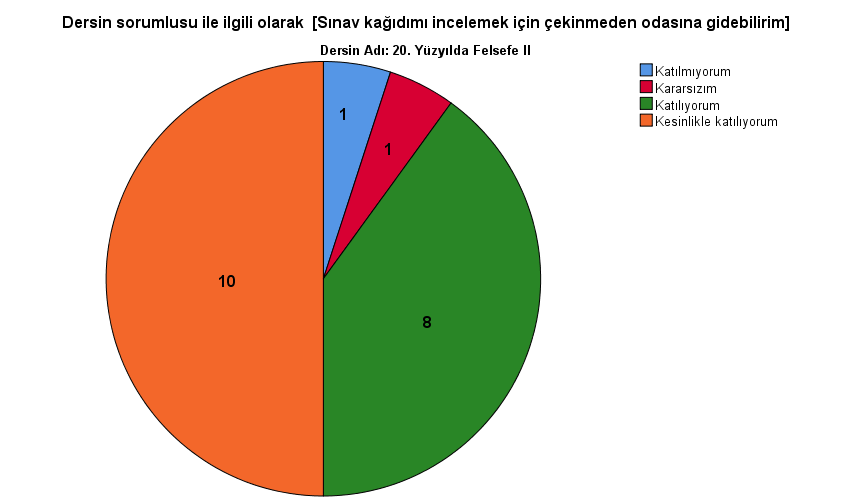 Dersin sorumlusu ile ilgili olarak [Sınav kağıdımı incelemek için çekinmeden odasına gidebilirim]
Dersin Adı: 20. Yüzyılda Felsefe II
Katılmıyorum
Kararsızım
Katılıyorum
Kesinlikle katılıyorum
1
1
10
8